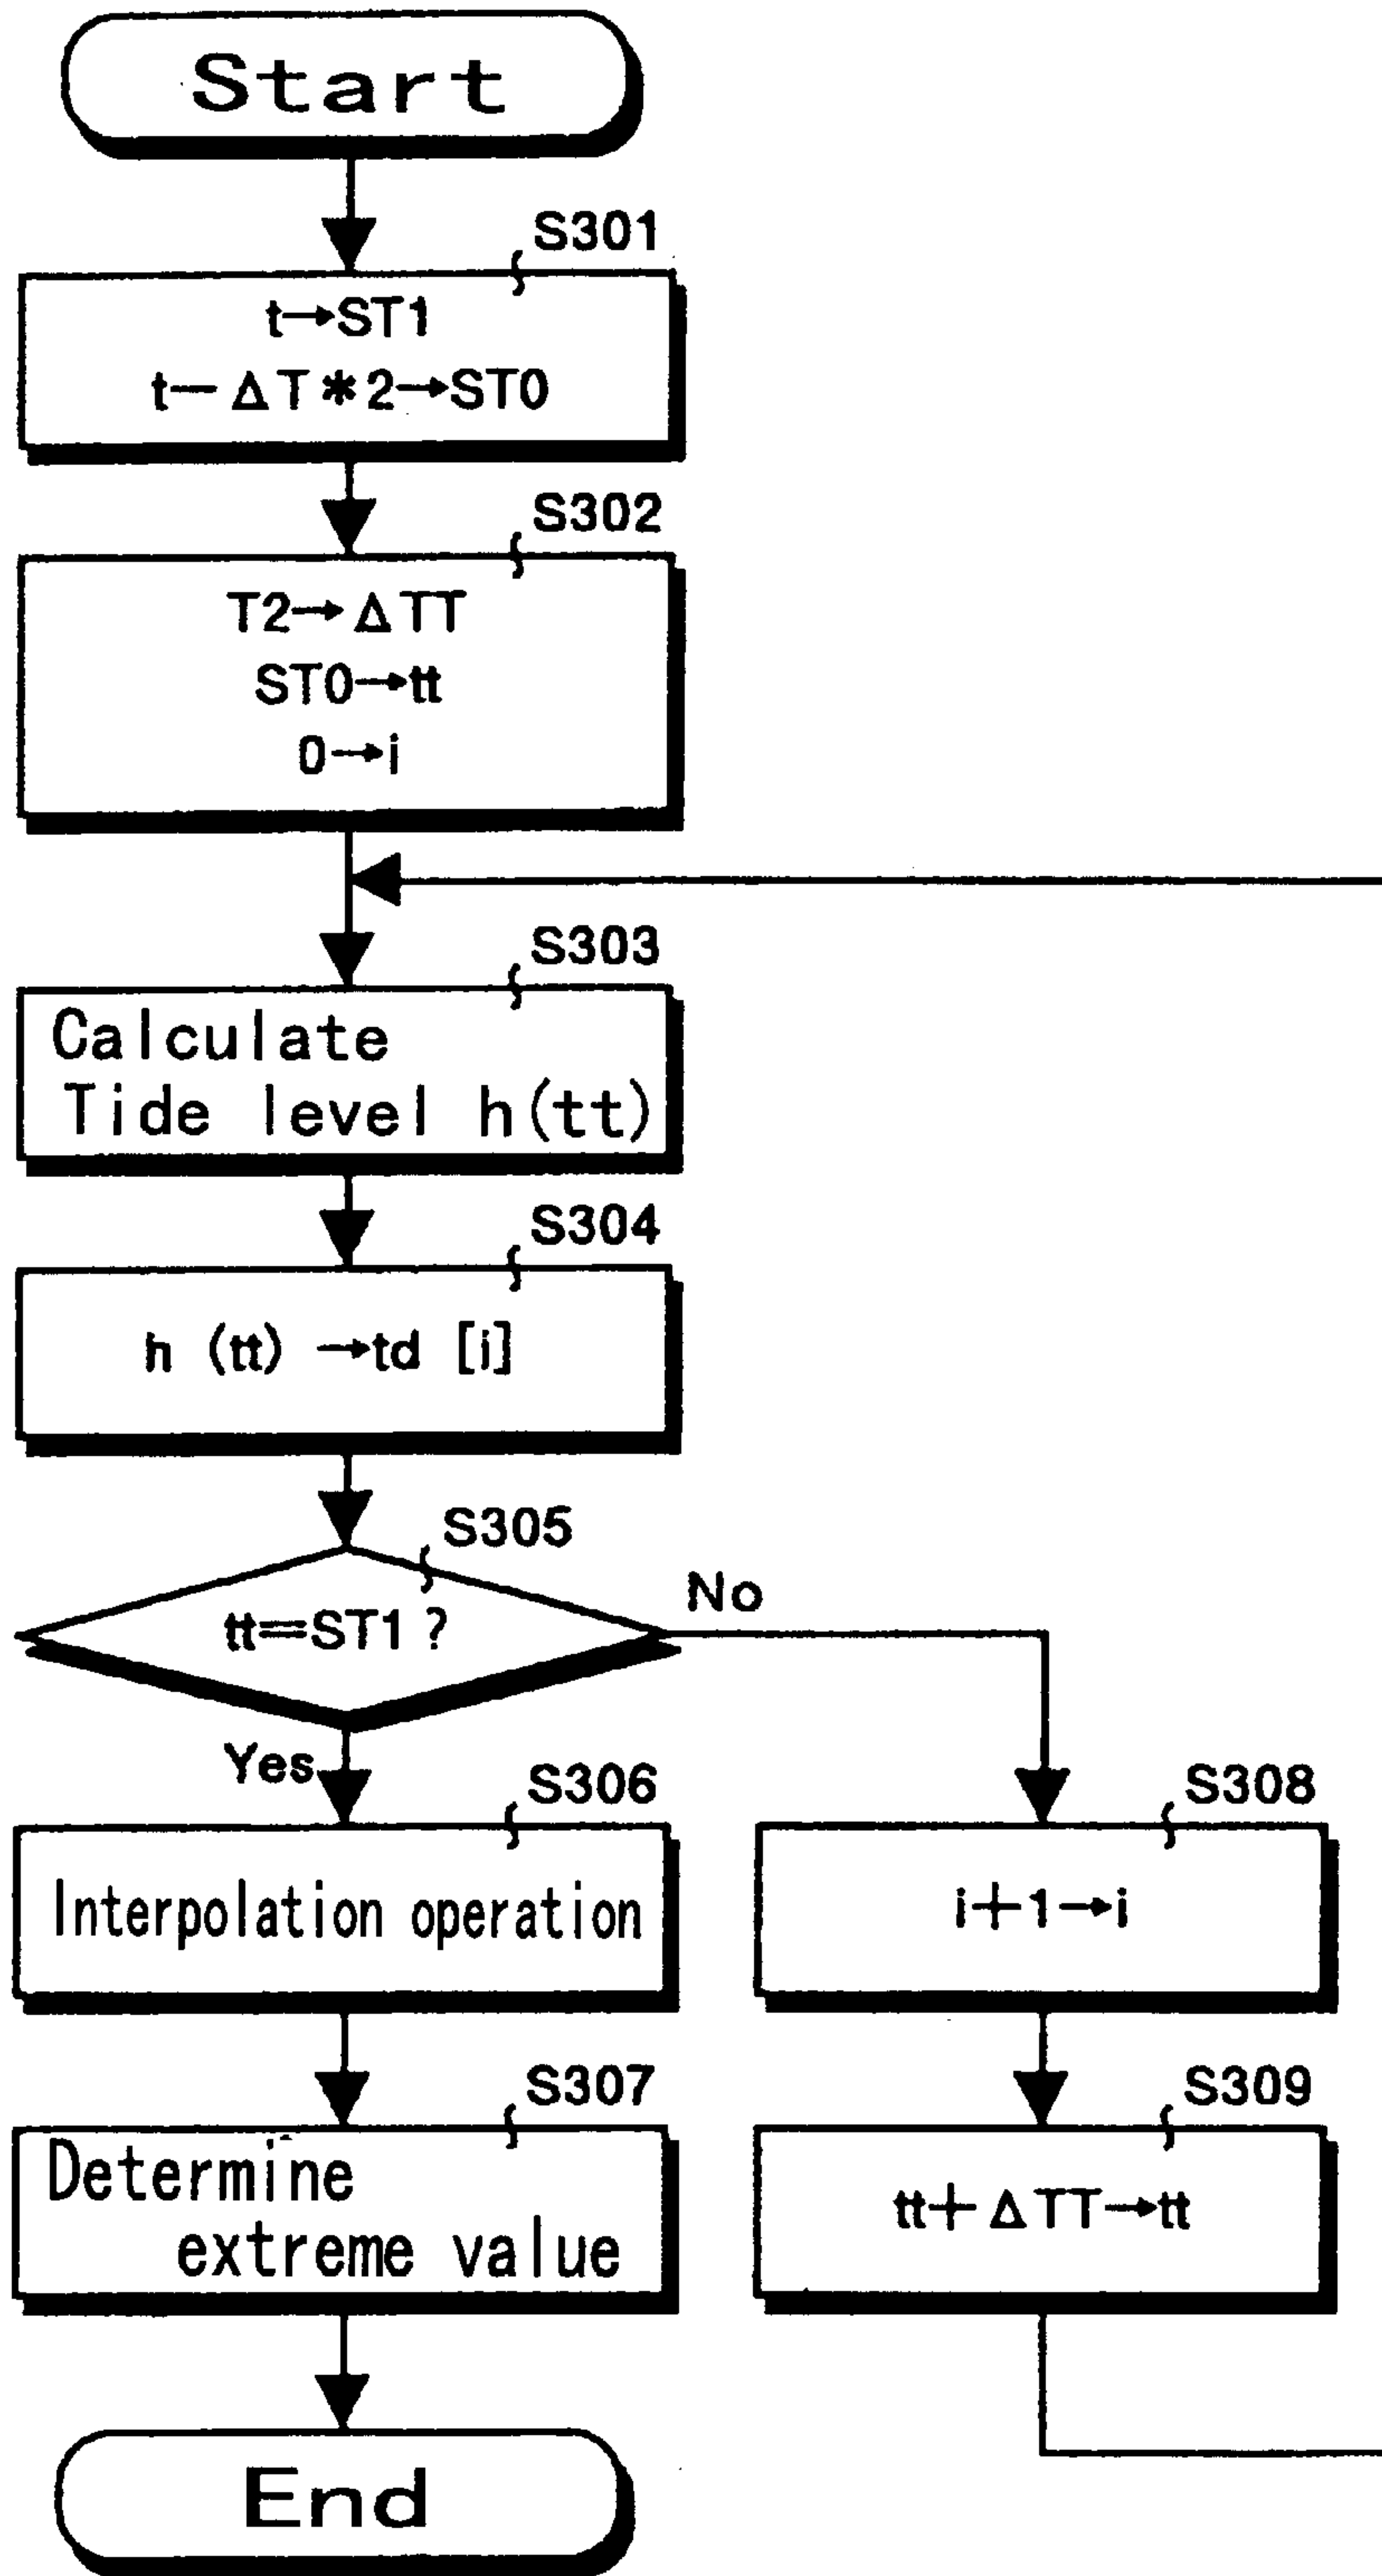 Start
S301
t→ST1
t−ΔT*2→ST0
S302
T2→ΔTT
ST0→tt
0→i
S303
Calculate
Tide level h(tt)
S304
h (tt) →td [i]
S305
tt==ST1?
No
Yes
S306
Interpolation operation
S307
Determine
extreme value
S308
i+1→i
S309
tt+ΔTT→tt
End